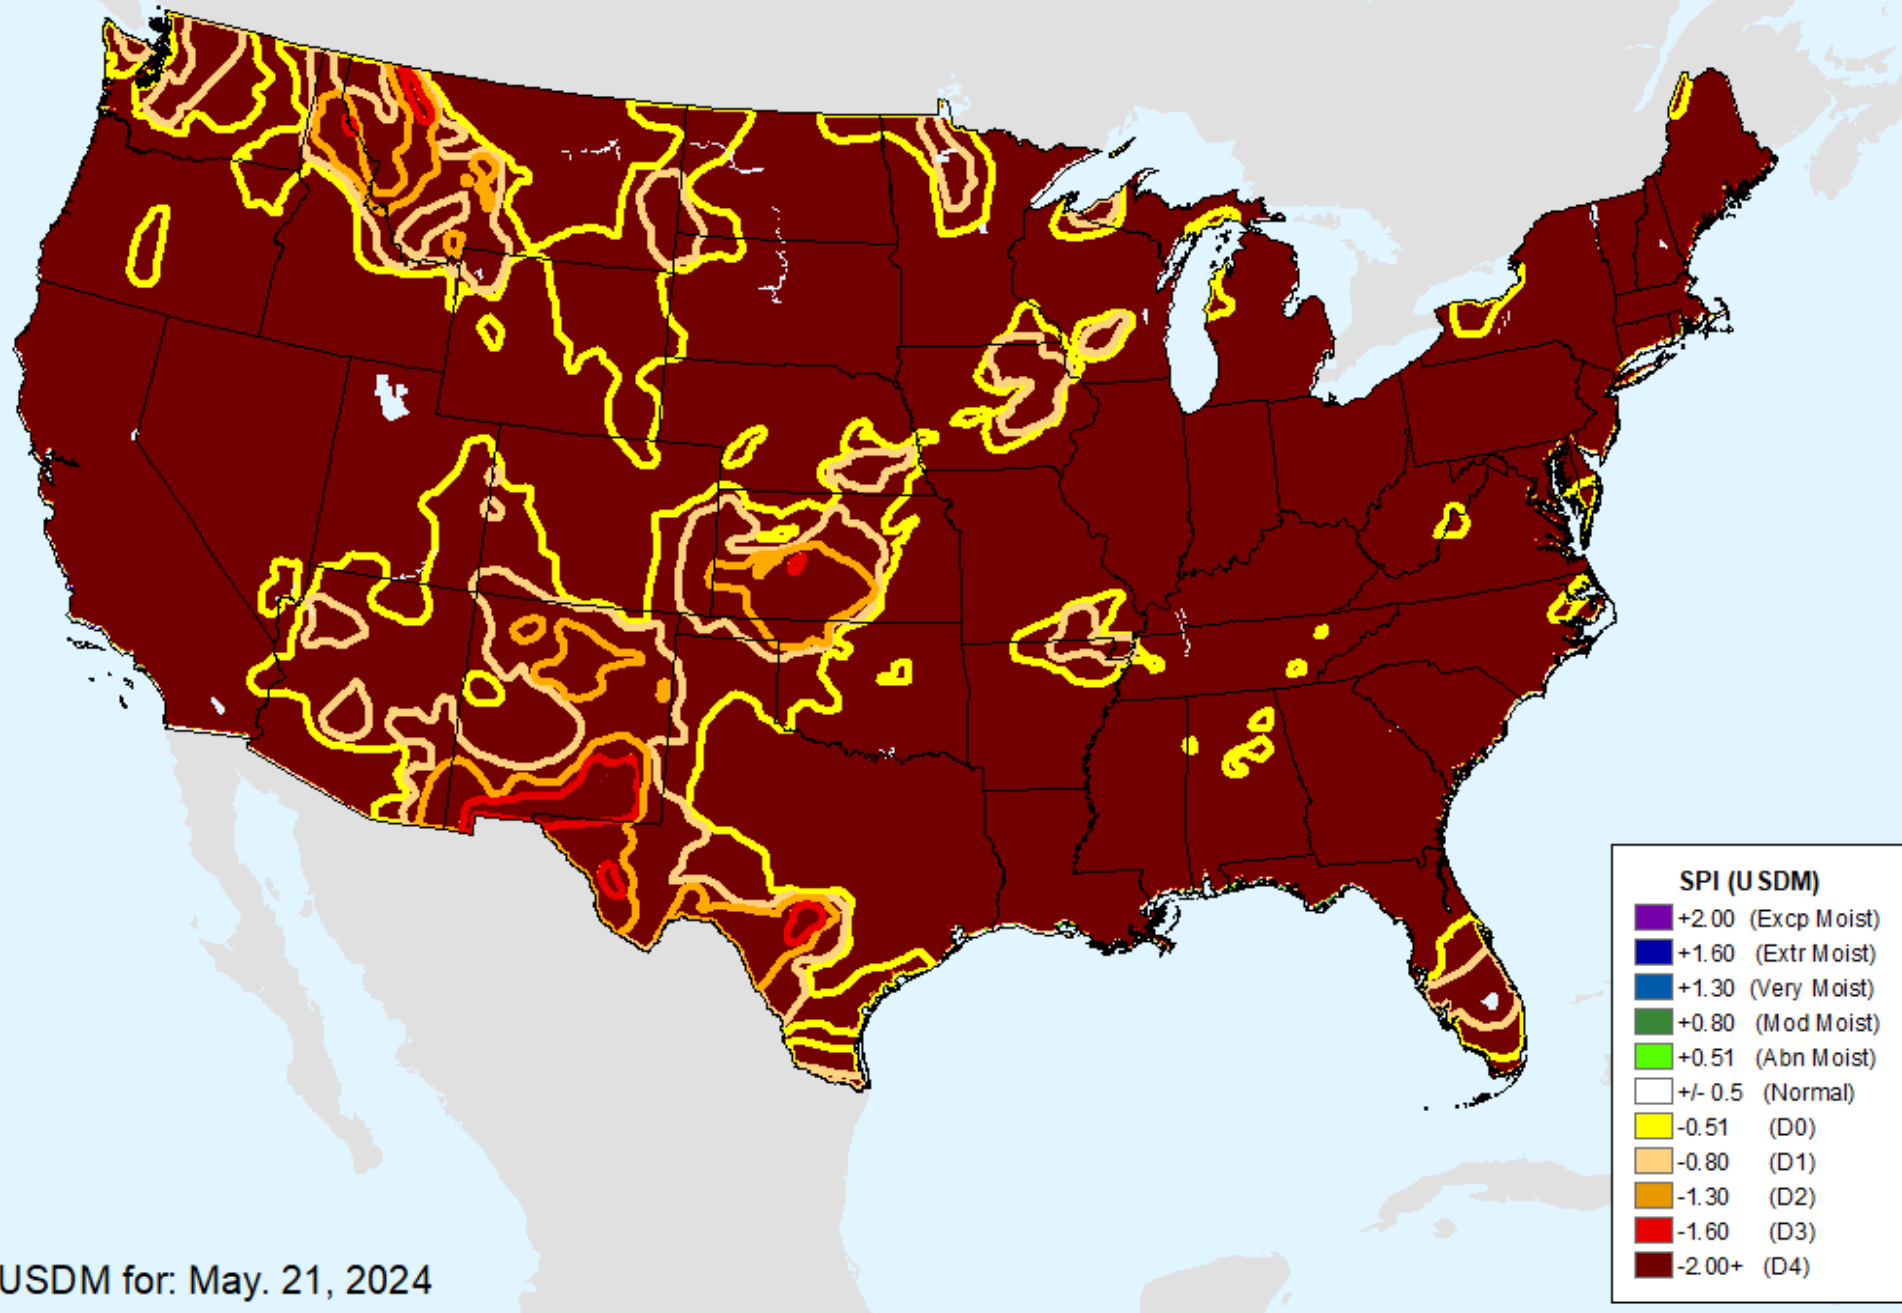 SPI (USDM)
+2.00 (Excp Moist)
+1.60 (Extr Moist)
+1.30 (Very Moist)
+0.80 (Mod Moist)
+0.51 (Abn Moist)
+/- 0.5 (Normal)
-0.51 (D0)
-0.80 (D1)
-1.30 (D2)
-1.60 (D3)
-2.00+ (D4)
USDM for: May. 21, 2024